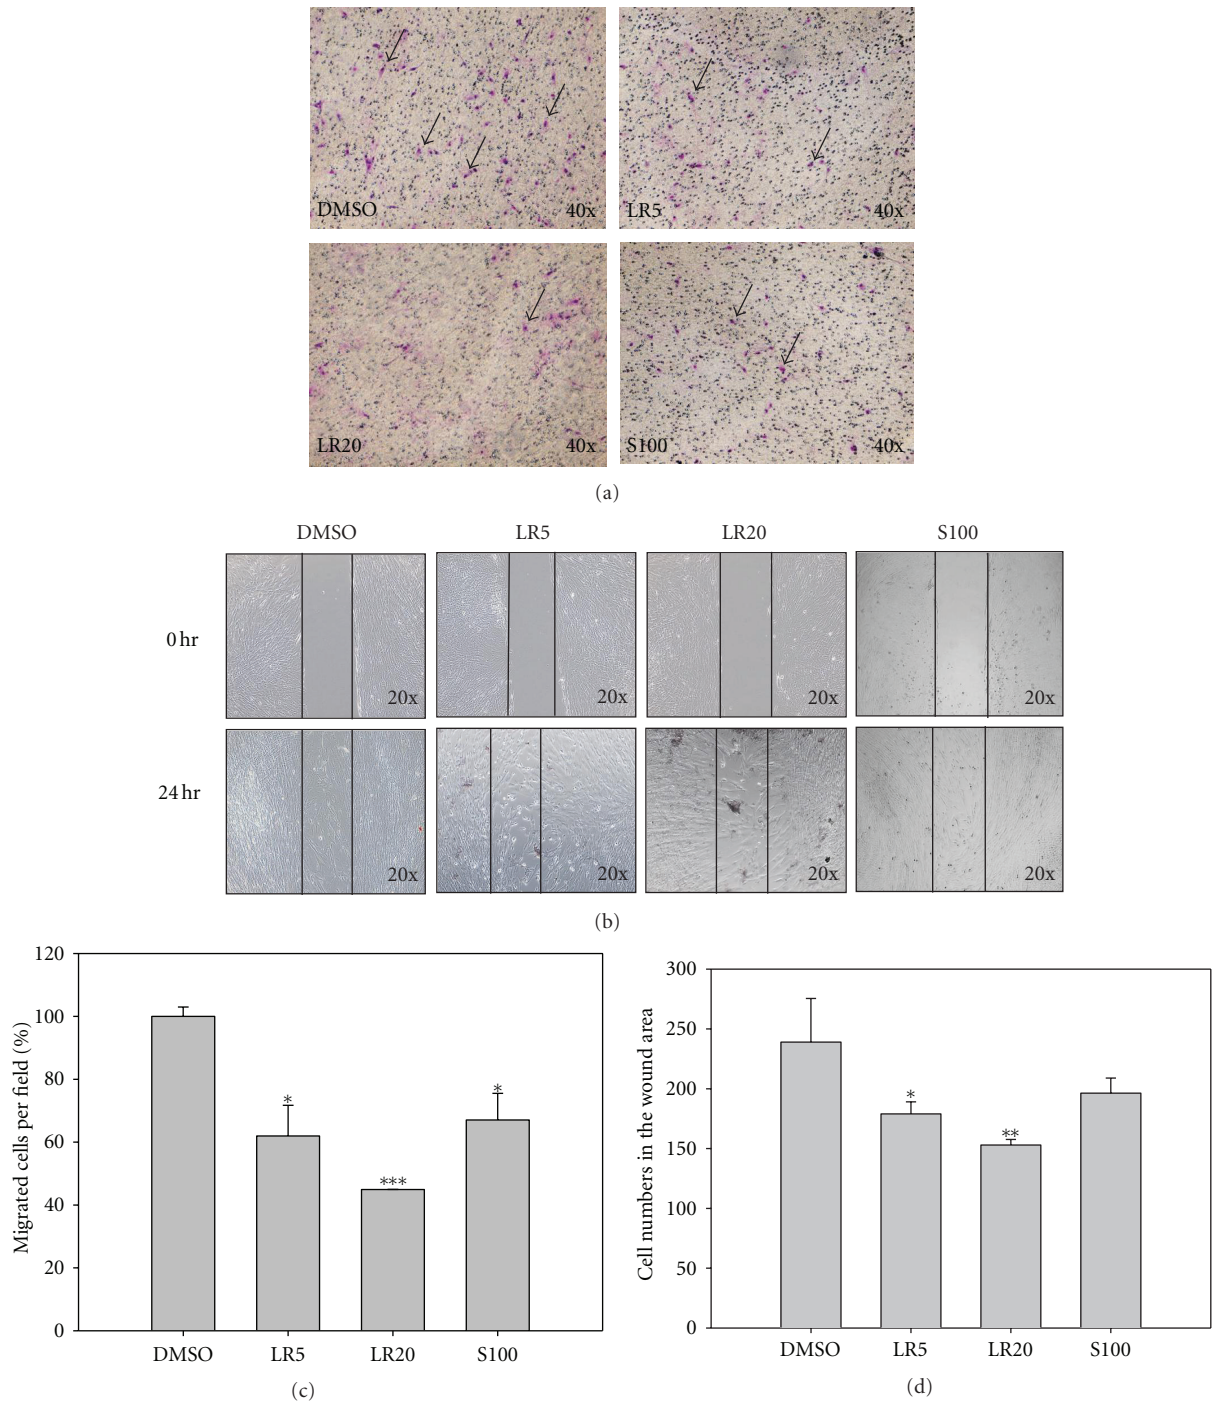 DMSO 40x
LR5 40x
LR20 40x
S100 40x
(a)
DMSO LR5 LR20 S100
0 hr
20x 20x 20x 20x
24 hr
20x 20x 20x 20x
(b)
Migrated cells per field (%)
120
100
80
60
40
20
0
*
***
*
DMSO LR5 LR20 S100
(c)
Cell numbers in the wound area
300
250
200
150
100
50
0
*
**
DMSO LR5 LR20 S100
(d)